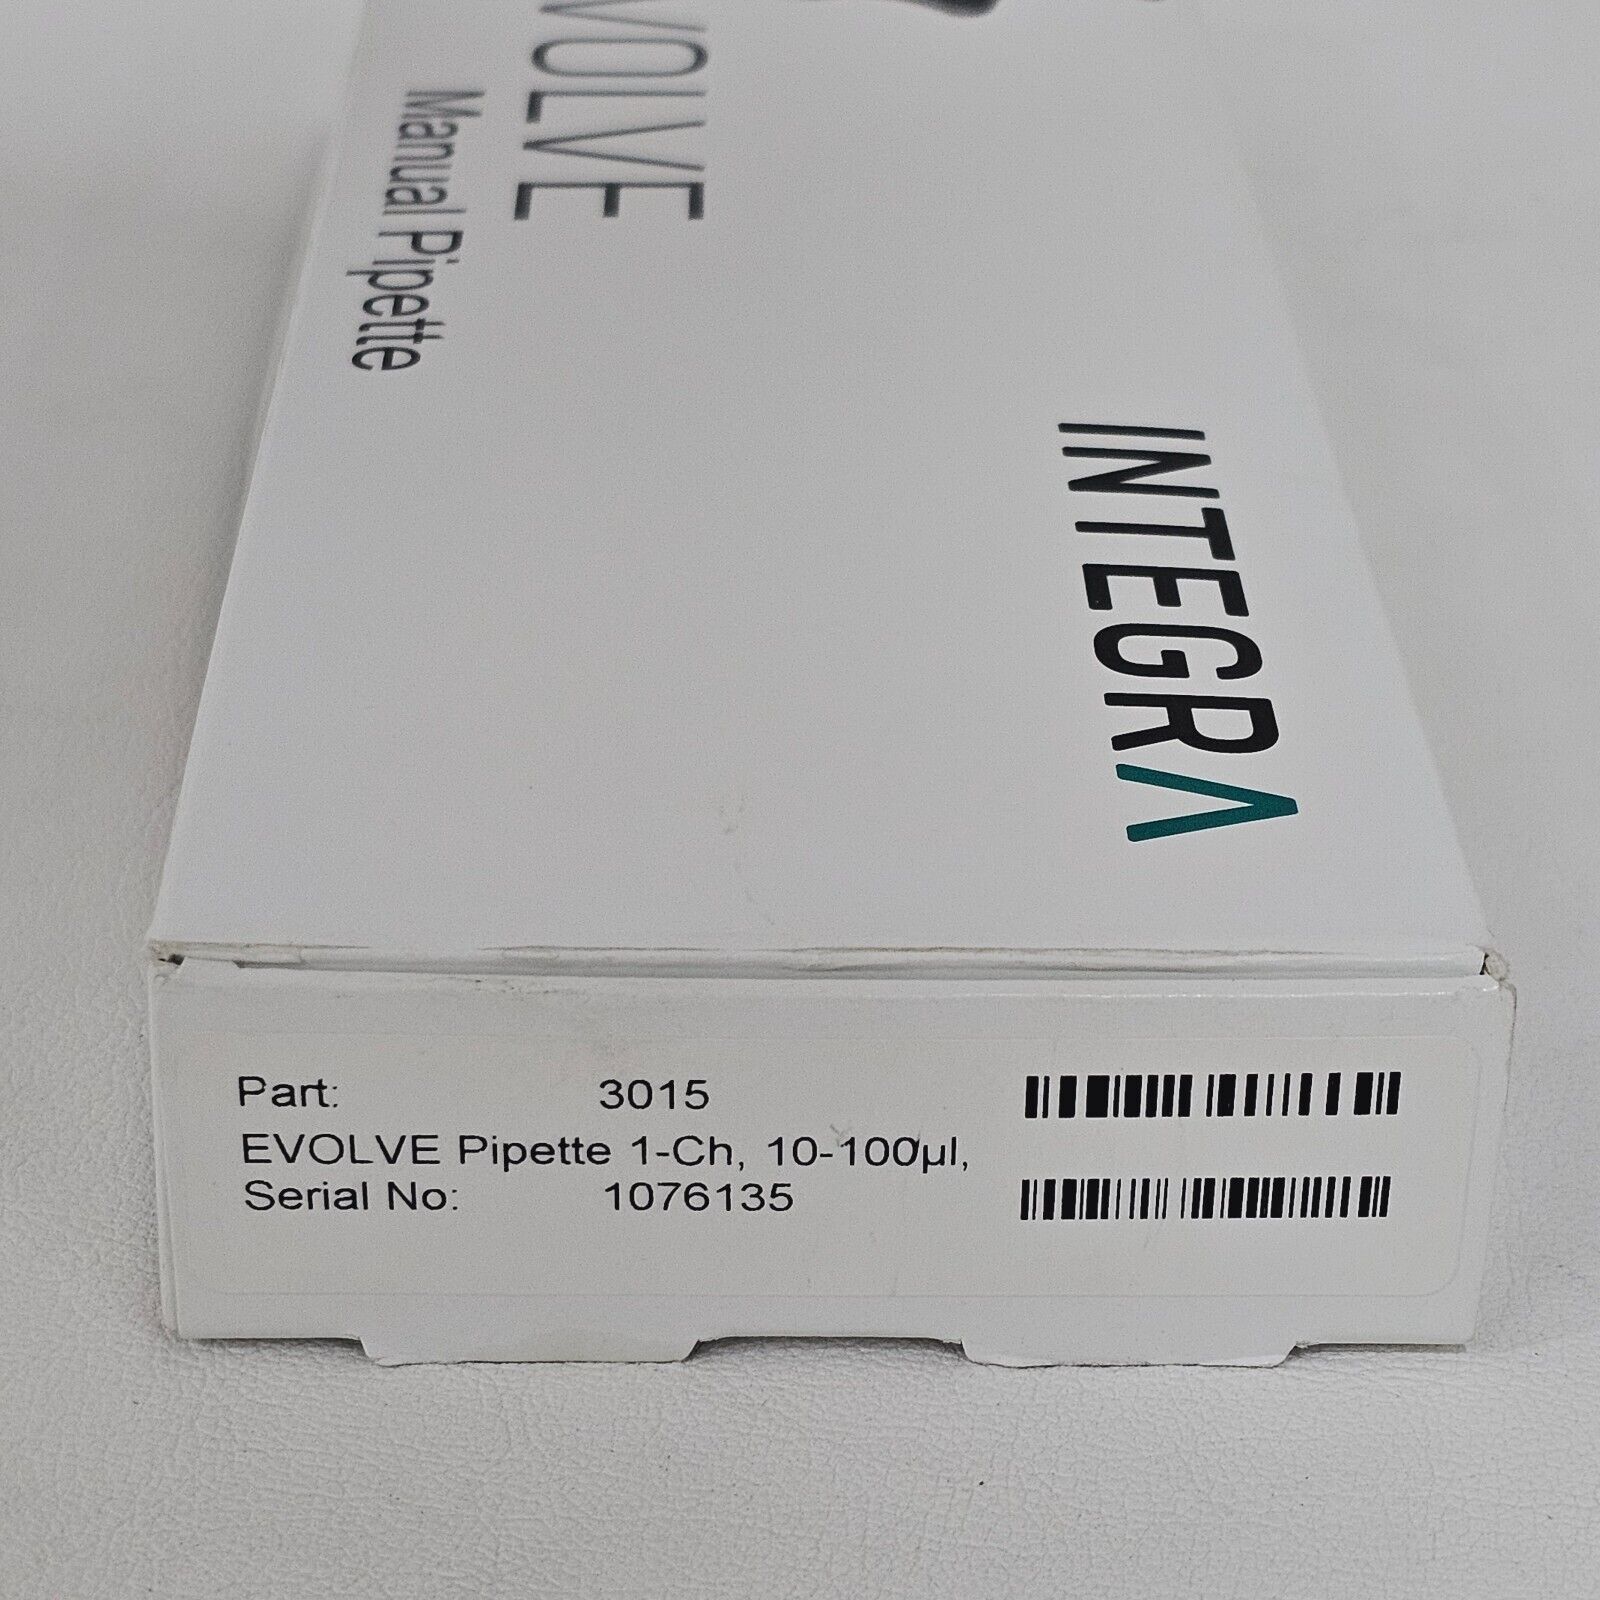 VOLVE
Manual Pipette
INTEGRA
Part: 3015
EVOLVE Pipette 1-Ch, 10-100µl,
Serial No: 1076135